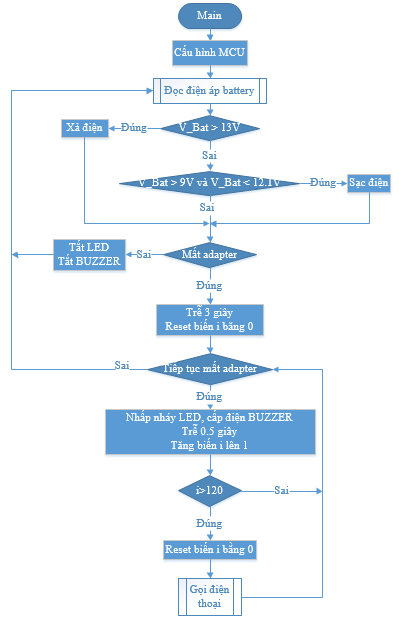 Main
Cấu hình MCU
Đọc điện áp battery
V_Bat > 13V
Đúng
Xả điện
Sai
V_Bat > 9V và V_Bat < 12.1V
Đúng
Sạc điện
Sai
Mất adapter
Sai
Tắt LED
Tắt BUZZER
Đúng
Trễ 3 giây
Reset biến i bằng 0
Tiếp tục mất adapter
Sai
Đúng
Nhấp nháy LED, cấp điện BUZZER
Trễ 0.5 giây
Tăng biến i lên 1
i>120
Sai
Đúng
Reset biến i bằng 0
Gọi điện
thoại